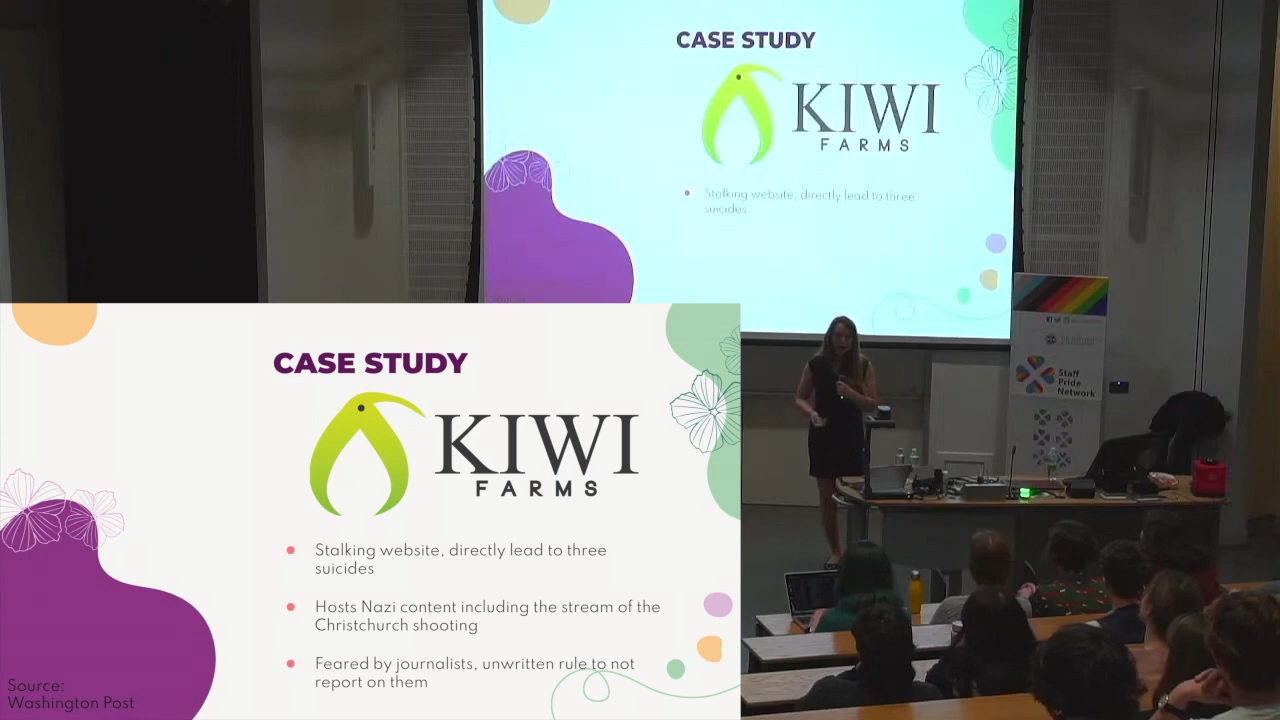 CASE STUDY
KIWI
FARMS
Stalking website, directly lead to three
suicides
CASE STUDY
KIWI
FARMS
Stalking website, directly lead to three
suicides
Hosts Nazi content including the stream of the
Christchurch shooting
Feared by journalists, unwritten rule to not
report on them
Source:
Washington Post
Staff
Pride
Network